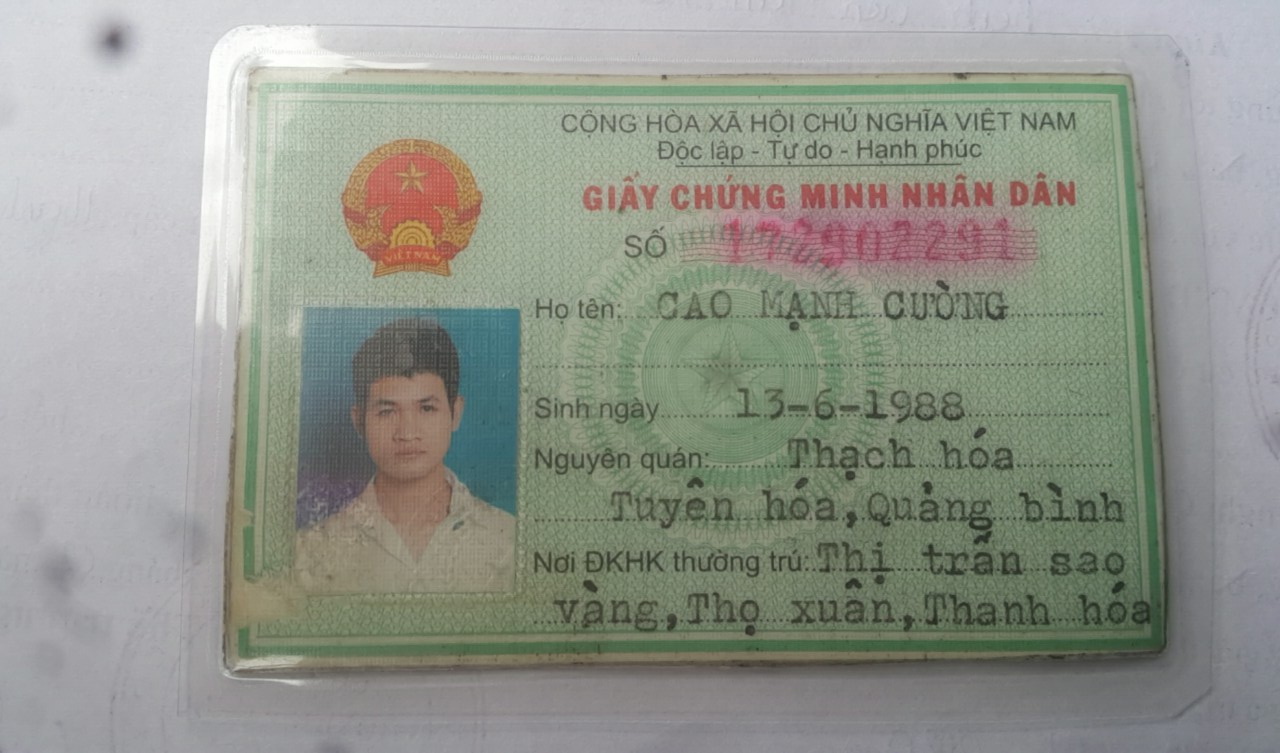 CỘNG HÒA XÃ HỘI CHỦ NGHĨA VIỆT NAM
Độc lập - Tự do - Hạnh phúc
GIẤY CHỨNG MINH NHÂN DÂN
SỐ 172902291
VIỆT NAM
Họ tên: CAO MẠNH CƯỜNG
Sinh ngày 13-6-1988
Nguyên quán: Thạch hóa
Tuyên hóa,Quảng bình
Nơi ĐKHK thường trú: Thị trấn sao
vàng,Thọ xuân,Thanh hóa